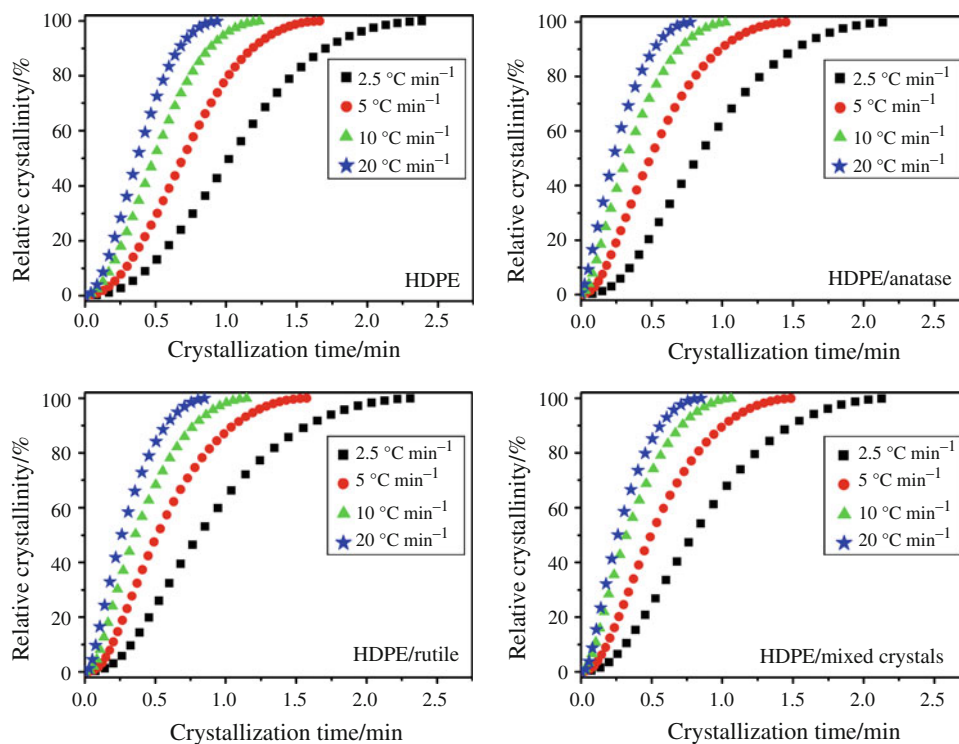 Relative crystallinity/%
100
80
60
40
20
0
2.5 °C min⁻¹
5 °C min⁻¹
10 °C min⁻¹
20 °C min⁻¹
HDPE
0.0 0.5 1.0 1.5 2.0 2.5
Crystallization time/min
Relative crystallinity/%
100
80
60
40
20
0
2.5 °C min⁻¹
5 °C min⁻¹
10 °C min⁻¹
20 °C min⁻¹
HDPE/anatase
0.0 0.5 1.0 1.5 2.0 2.5
Crystallization time/min
Relative crystallinity/%
100
80
60
40
20
0
2.5 °C min⁻¹
5 °C min⁻¹
10 °C min⁻¹
20 °C min⁻¹
HDPE/rutile
0.0 0.5 1.0 1.5 2.0 2.5
Crystallization time/min
Relative crystallinity/%
100
80
60
40
20
0
2.5 °C min⁻¹
5 °C min⁻¹
10 °C min⁻¹
20 °C min⁻¹
HDPE/mixed crystals
0.0 0.5 1.0 1.5 2.0 2.5
Crystallization time/min